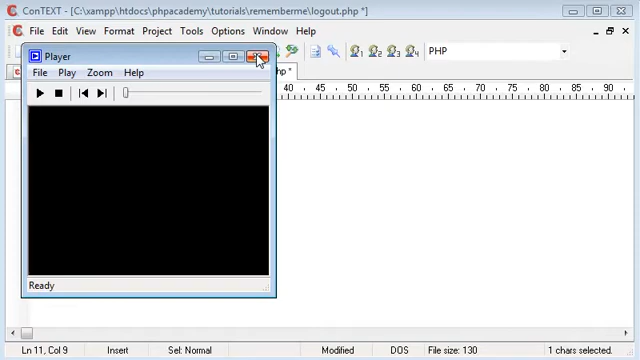 ConTEXT - [C:\xampp\htdocs\phpacademy\tutorials\rememberme\logout.php *]
File Edit View Format Project Tools Options Window Help
PHP
Player
hp *
File Play Zoom Help
40 45 50 55 60 65 70 75 80 85 90
Ready
Ln 11, Col 9 Insert Sel: Normal Modified DOS File size: 130 1 chars selected.